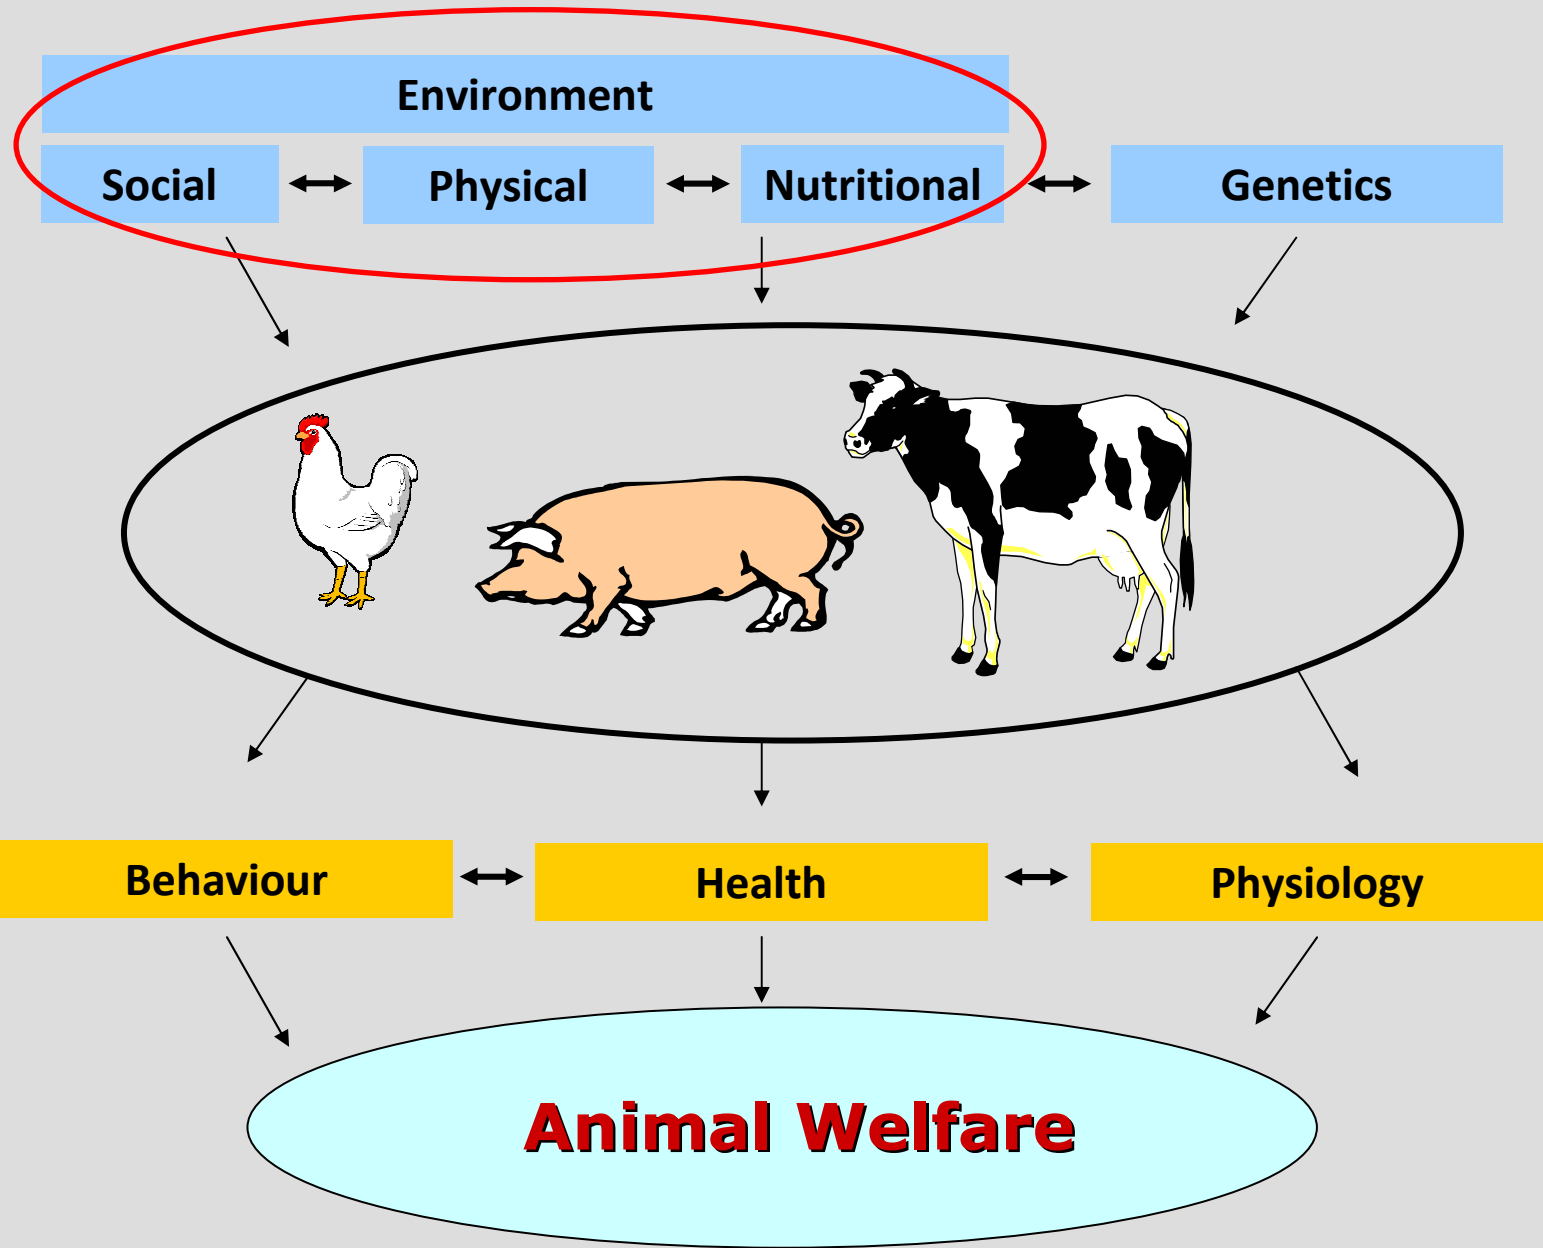 Environment
Social
Physical
Nutritional
Genetics
Behaviour
Health
Physiology
Animal Welfare